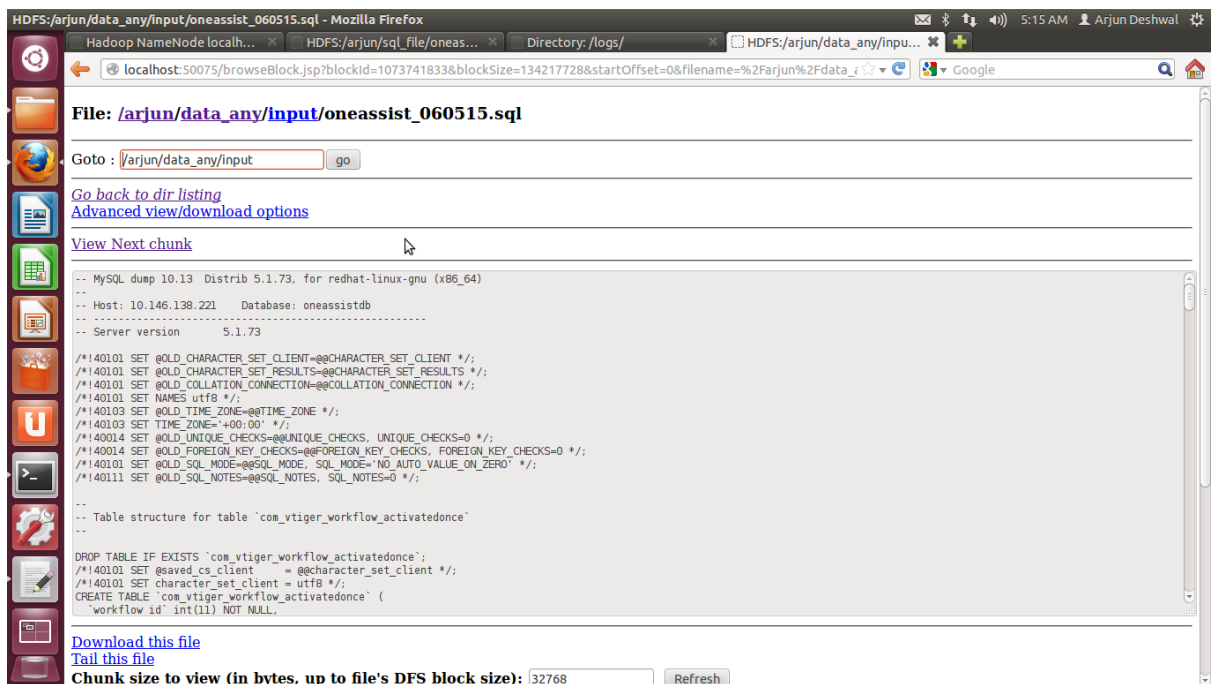 HDFS:/arjun/data_any/input/oneassist_060515.sql - Mozilla Firefox 5:15 AM Arjun Deshwal
Hadoop NameNode localh... HDFS:/arjun/sql_file/oneas... Directory: /logs/ HDFS:/arjun/data_any/inpu...
localhost:50075/browseBlock.jsp?blockId=1073741833&blockSize=134217728&startOffset=0&filename=%2Farjun%2Fdata_a Google
File: /arjun/data_any/input/oneassist_060515.sql
Goto : /arjun/data_any/input go
Go back to dir listing
Advanced view/download options
View Next chunk
-- MySQL dump 10.13  Distrib 5.1.73, for redhat-linux-gnu (x86_64)
--
-- Host: 10.146.138.221    Database: oneassistdb
-- ------------------------------------------------------
-- Server version       5.1.73
/*!40101 SET @OLD_CHARACTER_SET_CLIENT=@@CHARACTER_SET_CLIENT */;
/*!40101 SET @OLD_CHARACTER_SET_RESULTS=@@CHARACTER_SET_RESULTS */;
/*!40101 SET @OLD_COLLATION_CONNECTION=@@COLLATION_CONNECTION */;
/*!40101 SET NAMES utf8 */;
/*!40103 SET @OLD_TIME_ZONE=@@TIME_ZONE */;
/*!40103 SET TIME_ZONE='+00:00' */;
/*!40014 SET @OLD_UNIQUE_CHECKS=@@UNIQUE_CHECKS, UNIQUE_CHECKS=0 */;
/*!40014 SET @OLD_FOREIGN_KEY_CHECKS=@@FOREIGN_KEY_CHECKS, FOREIGN_KEY_CHECKS=0 */;
/*!40101 SET @OLD_SQL_MODE=@@SQL_MODE, SQL_MODE='NO_AUTO_VALUE_ON_ZERO' */;
/*!40111 SET @OLD_SQL_NOTES=@@SQL_NOTES, SQL_NOTES=0 */;
--
-- Table structure for table `com_vtiger_workflow_activatedonce`
--
DROP TABLE IF EXISTS `com_vtiger_workflow_activatedonce`;
/*!40101 SET @saved_cs_client     = @@character_set_client */;
/*!40101 SET character_set_client = utf8 */;
CREATE TABLE `com_vtiger_workflow_activatedonce` (
`workflow_id` int(11) NOT NULL,
Download this file
Tail this file
Chunk size to view (in bytes, up to file's DFS block size): 32768 Refresh